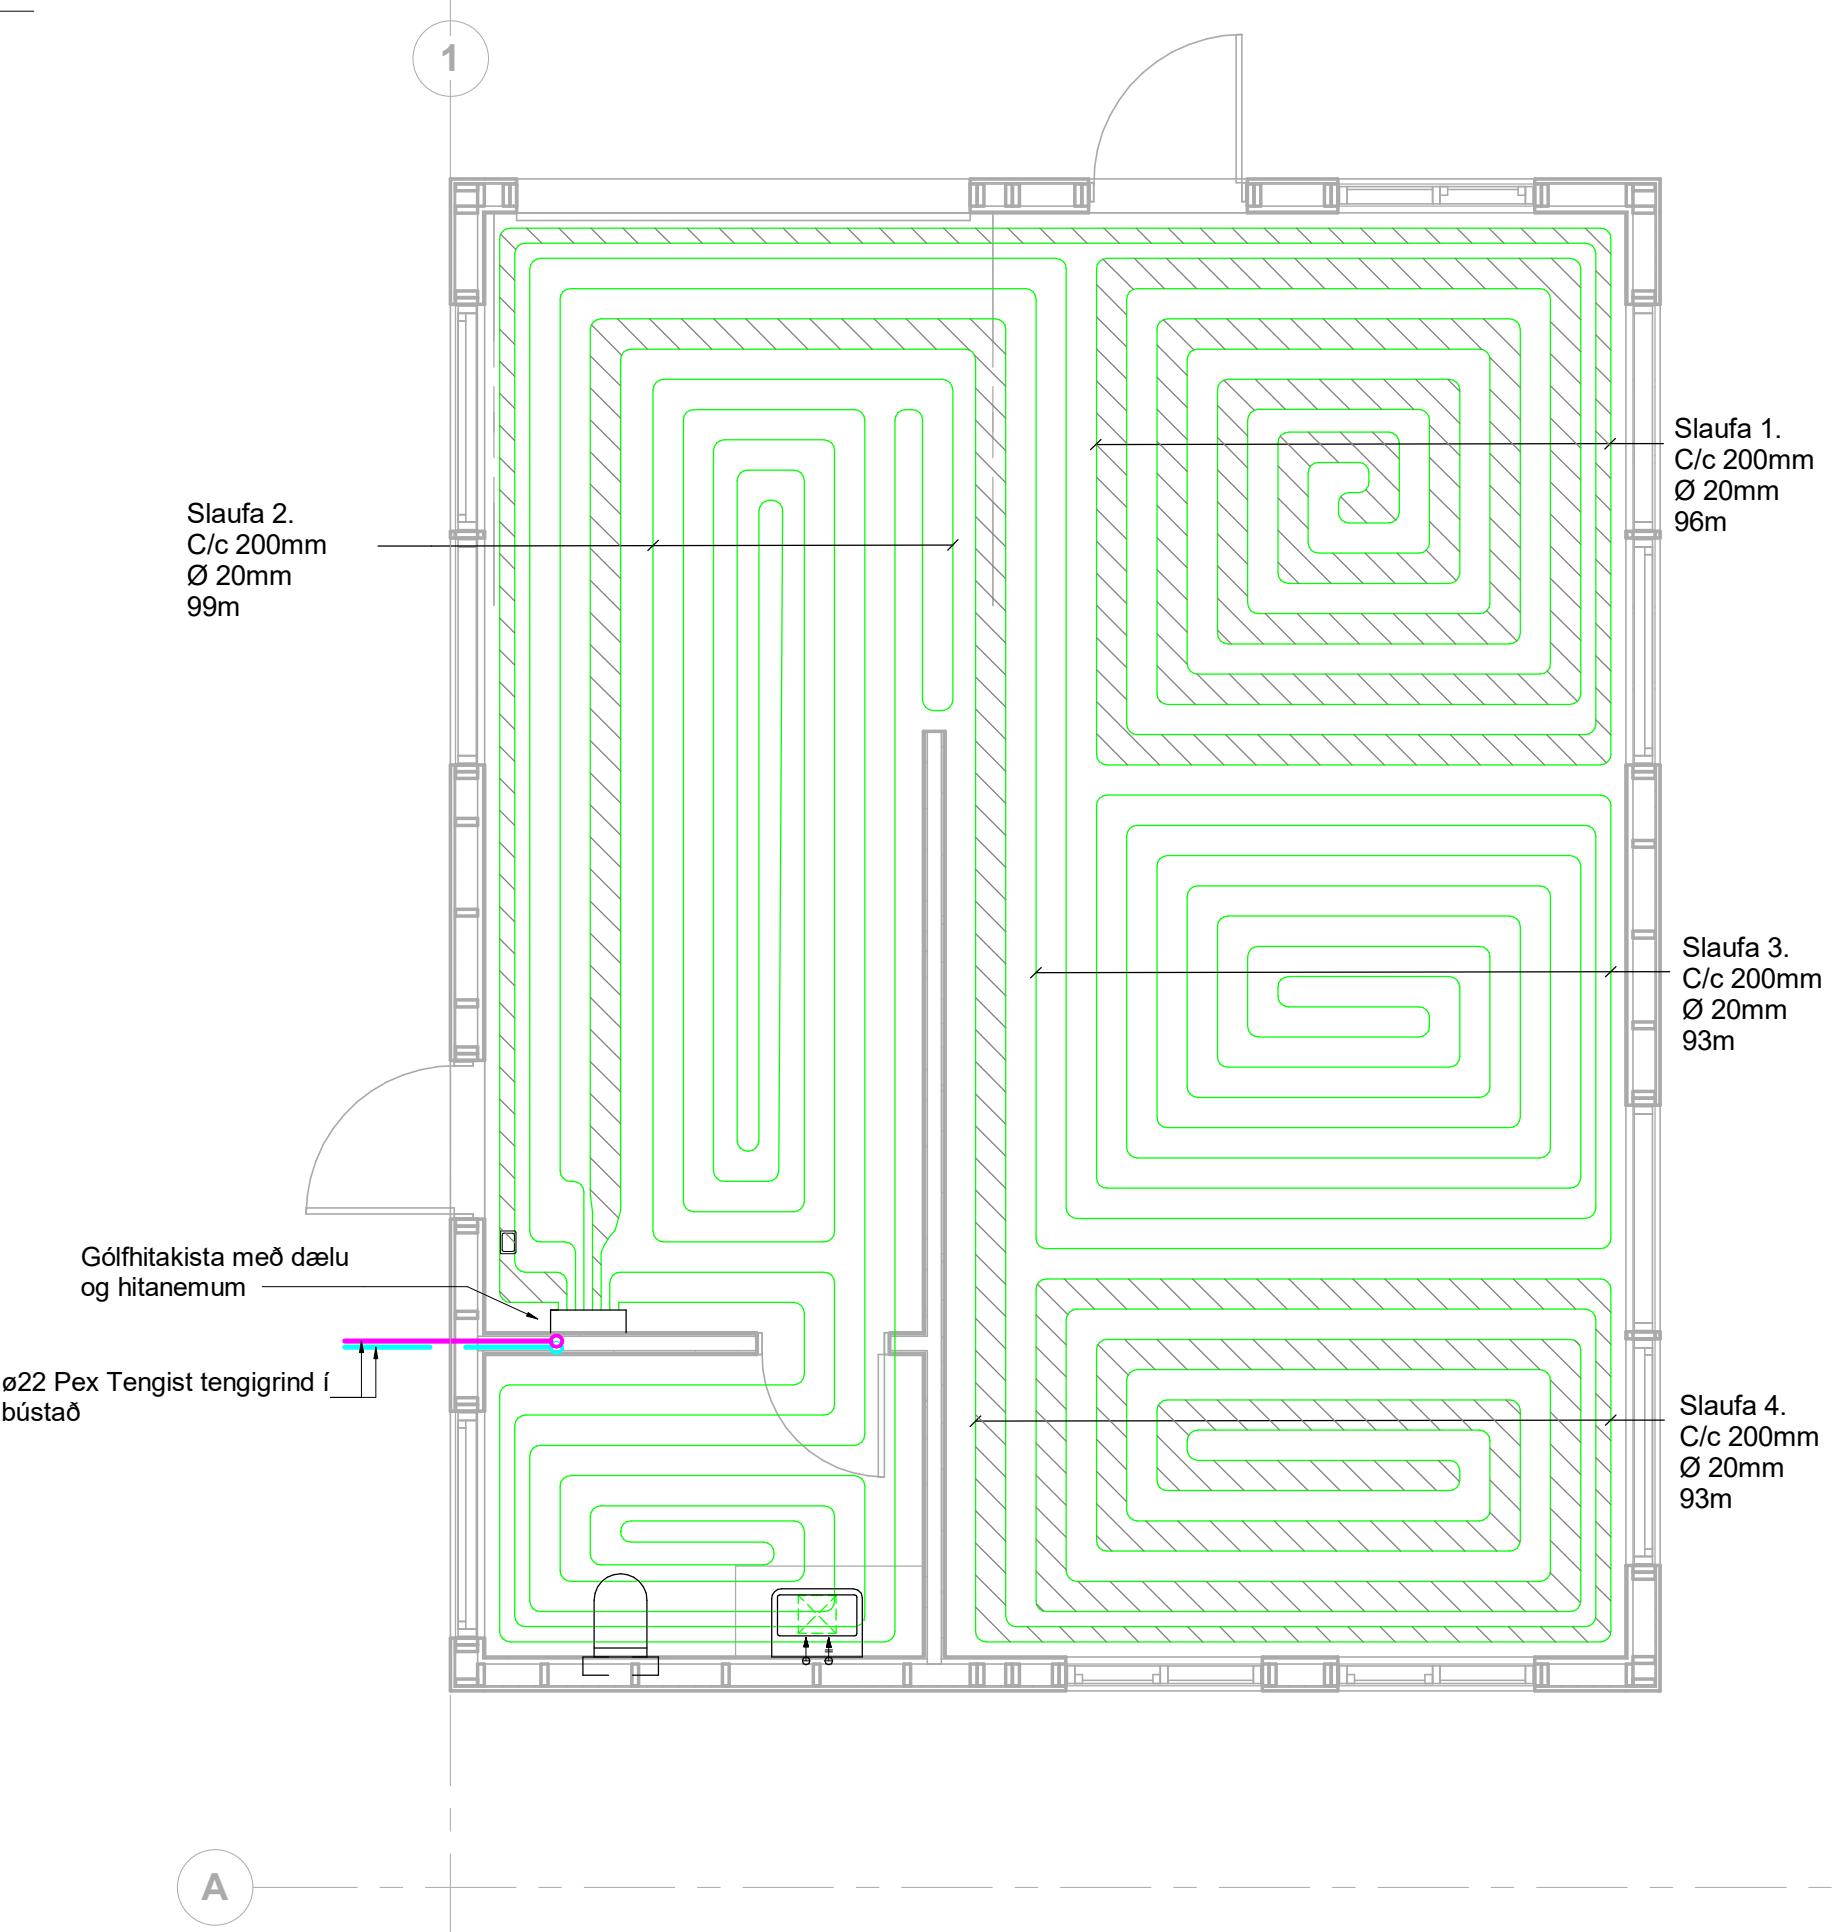 1
Slaufa 1.
C/c 200mm
Ø 20mm
96m
Slaufa 2.
C/c 200mm
Ø 20mm
99m
Slaufa 3.
C/c 200mm
Ø 20mm
93m
Gólfhitakista með dælu
og hitanemum
ø22 Pex Tengist tengigrind í
bústað
Slaufa 4.
C/c 200mm
Ø 20mm
93m
A